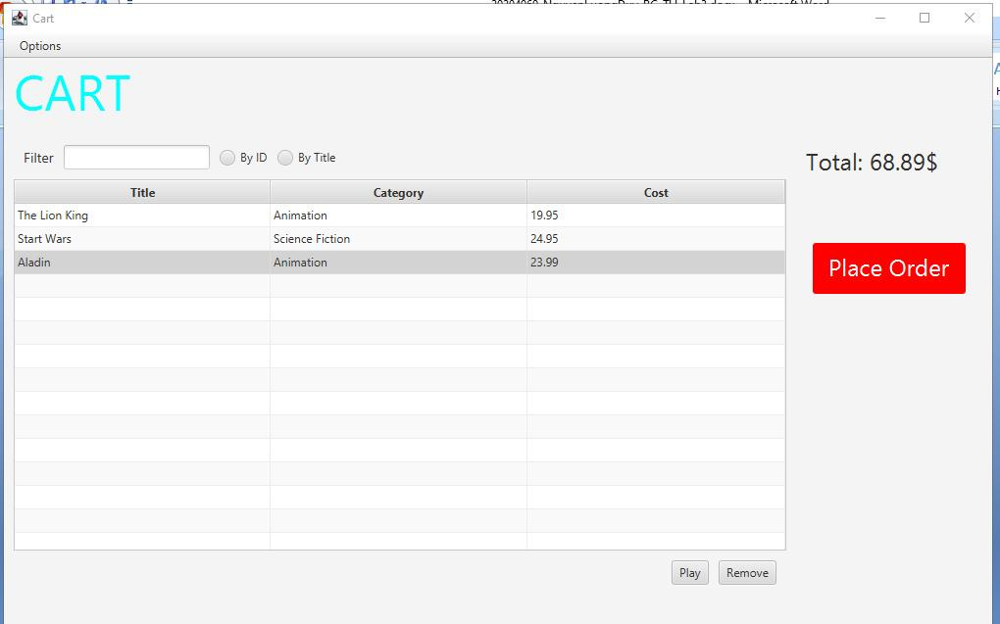 Cart
Options
CART
Filter By ID By Title
Total: 68.89$
Title Category Cost
The Lion King Animation 19.95
Start Wars Science Fiction 24.95
Aladin Animation 23.99
Place Order
Play Remove